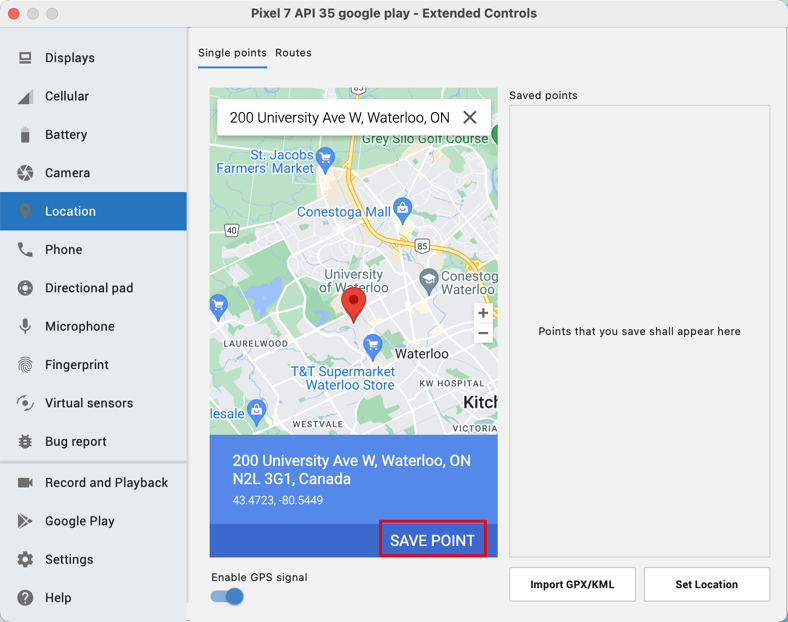 Pixel 7 API 35 google play - Extended Controls
Displays
Cellular
Battery
Camera
Location
Phone
Directional pad
Microphone
Fingerprint
Virtual sensors
Bug report
Record and Playback
Google Play
Settings
Help
Single points
Routes
85
200 University Ave W, Waterloo, ON
Grey Silo Golf Course
St. Jacobs
Farmers' Market
Conestoga Mall
40
85
University
of Waterloo
Conestog
Waterloo
+
−
LAURELWOOD
Waterloo
T&T Supermarket
Waterloo Store
KW HOSPITAL
Kitch
lesale
WESTVALE
VICTORIA
200 University Ave W, Waterloo, ON
N2L 3G1, Canada
43.4723, -80.5449
SAVE POINT
Enable GPS signal
Saved points
Points that you save shall appear here
Import GPX/KML
Set Location